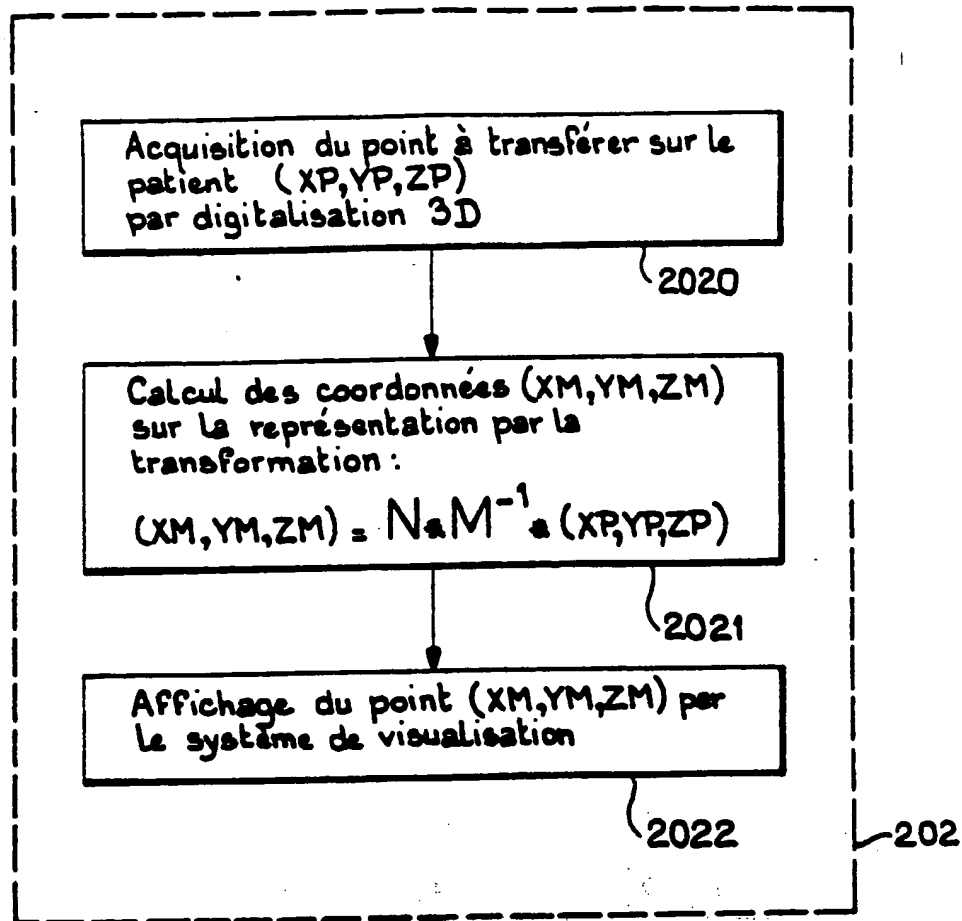 Acquisition du point à transférer sur le
patient (XP,YP,ZP)
par digitalisation 3D
2020
Calcul des coordonnées (XM,YM,ZM)
sur la représentation par la
transformation :
(XM,YM,ZM) = N * M⁻¹ * (XP,YP,ZP)
2021
Affichage du point (XM,YM,ZM) par
le système de visualisation
2022
202